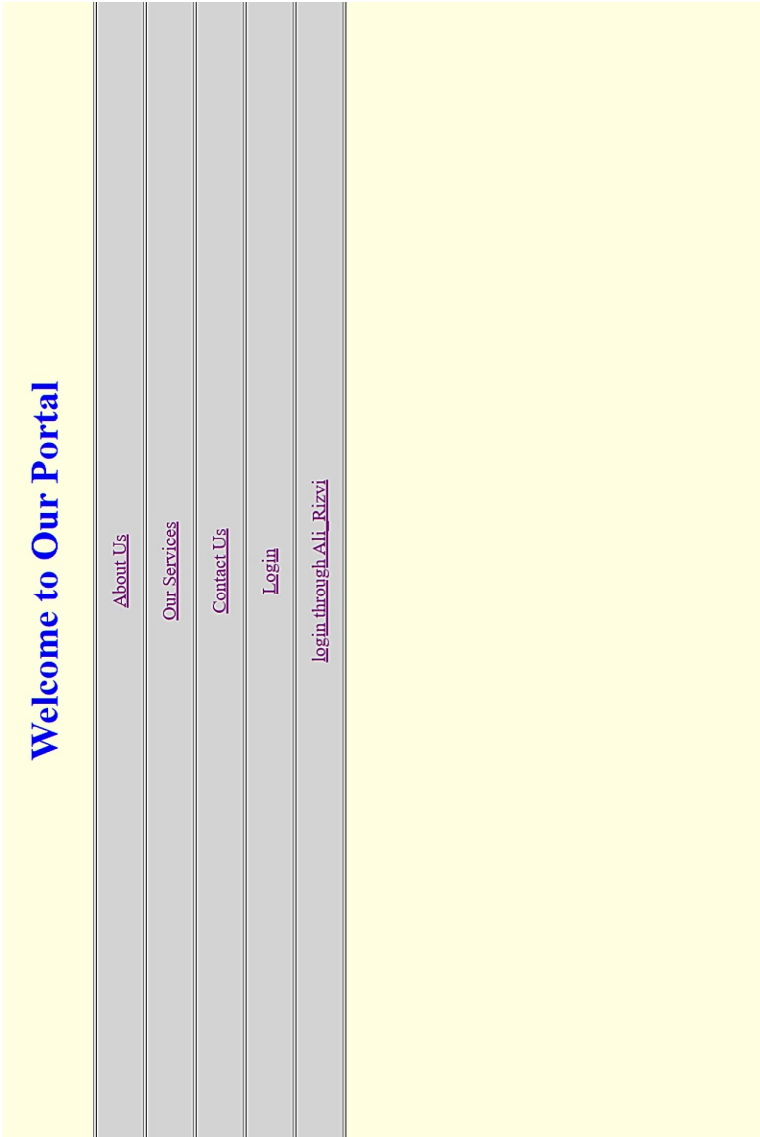 Welcome to Our Portal
About Us
Our Services
Contact Us
Login
login through Ali_Rizvi